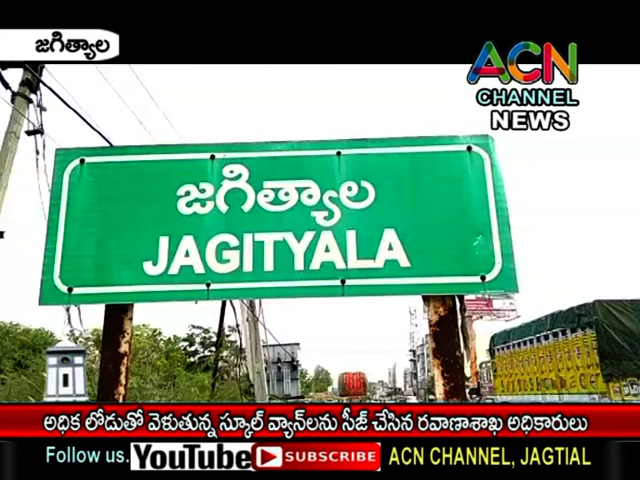 జగిత్యాల
ACN
CHANNEL
NEWS
జగిత్యాల
JAGITYALA
అధిక లోడుతో వెళుతున్న స్కూల్ వ్యాన్‌లను సీజ్ చేసిన రవాణాశాఖ అధికారులు
Follow us. YouTube SUBSCRIBE ACN CHANNEL, JAGTIAL